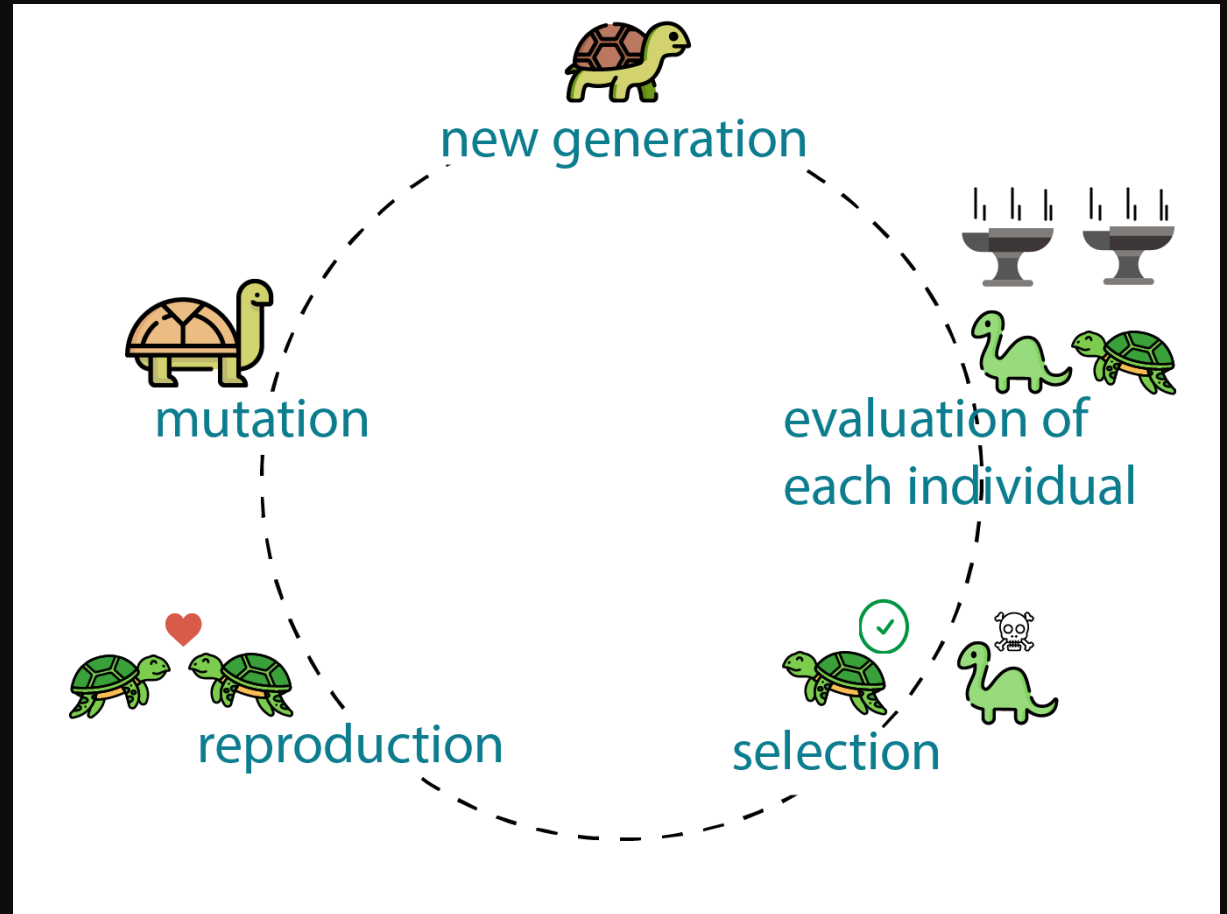 new generation
evaluation of
each individual
selection
reproduction
mutation